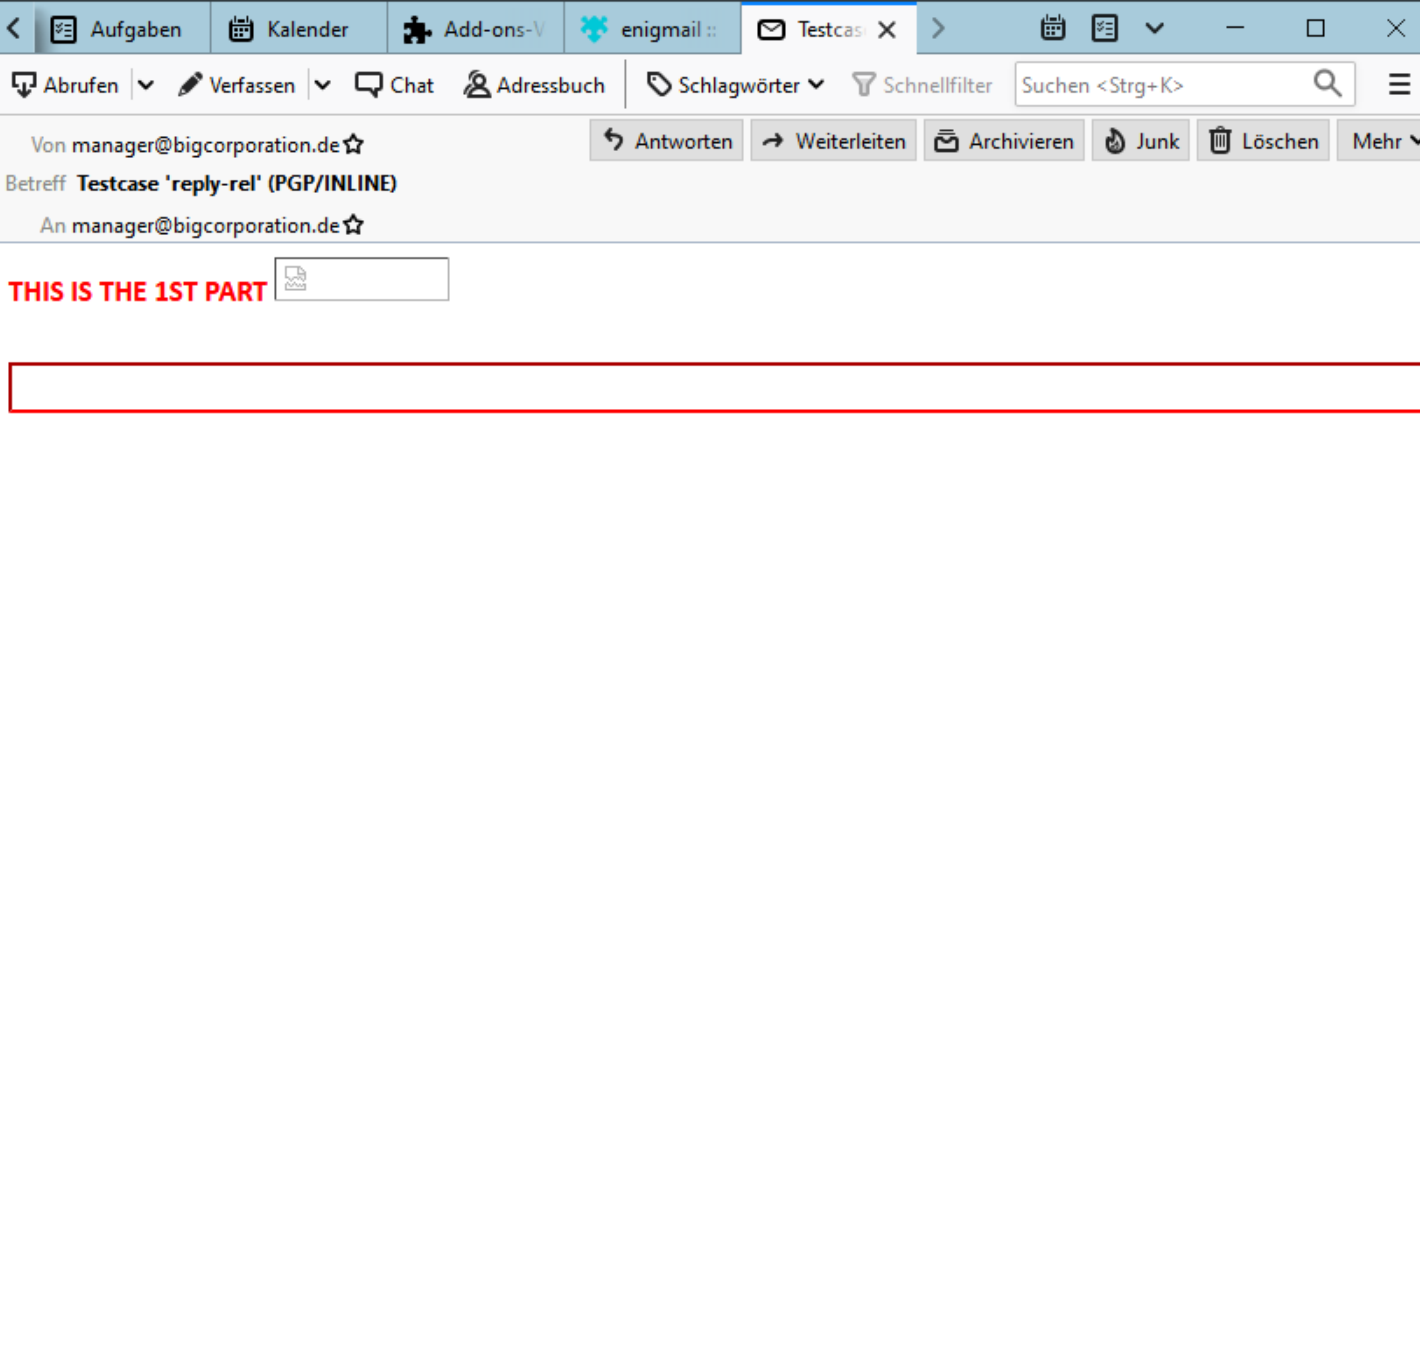 Aufgaben Kalender Add-ons-V enigmail :: Testcas
Abrufen Verfassen Chat Adressbuch Schlagwörter Schnellfilter Suchen <Strg+K>
Von manager@bigcorporation.de Antworten Weiterleiten Archivieren Junk Löschen Mehr
Betreff Testcase 'reply-rel' (PGP/INLINE)
An manager@bigcorporation.de
THIS IS THE 1ST PART